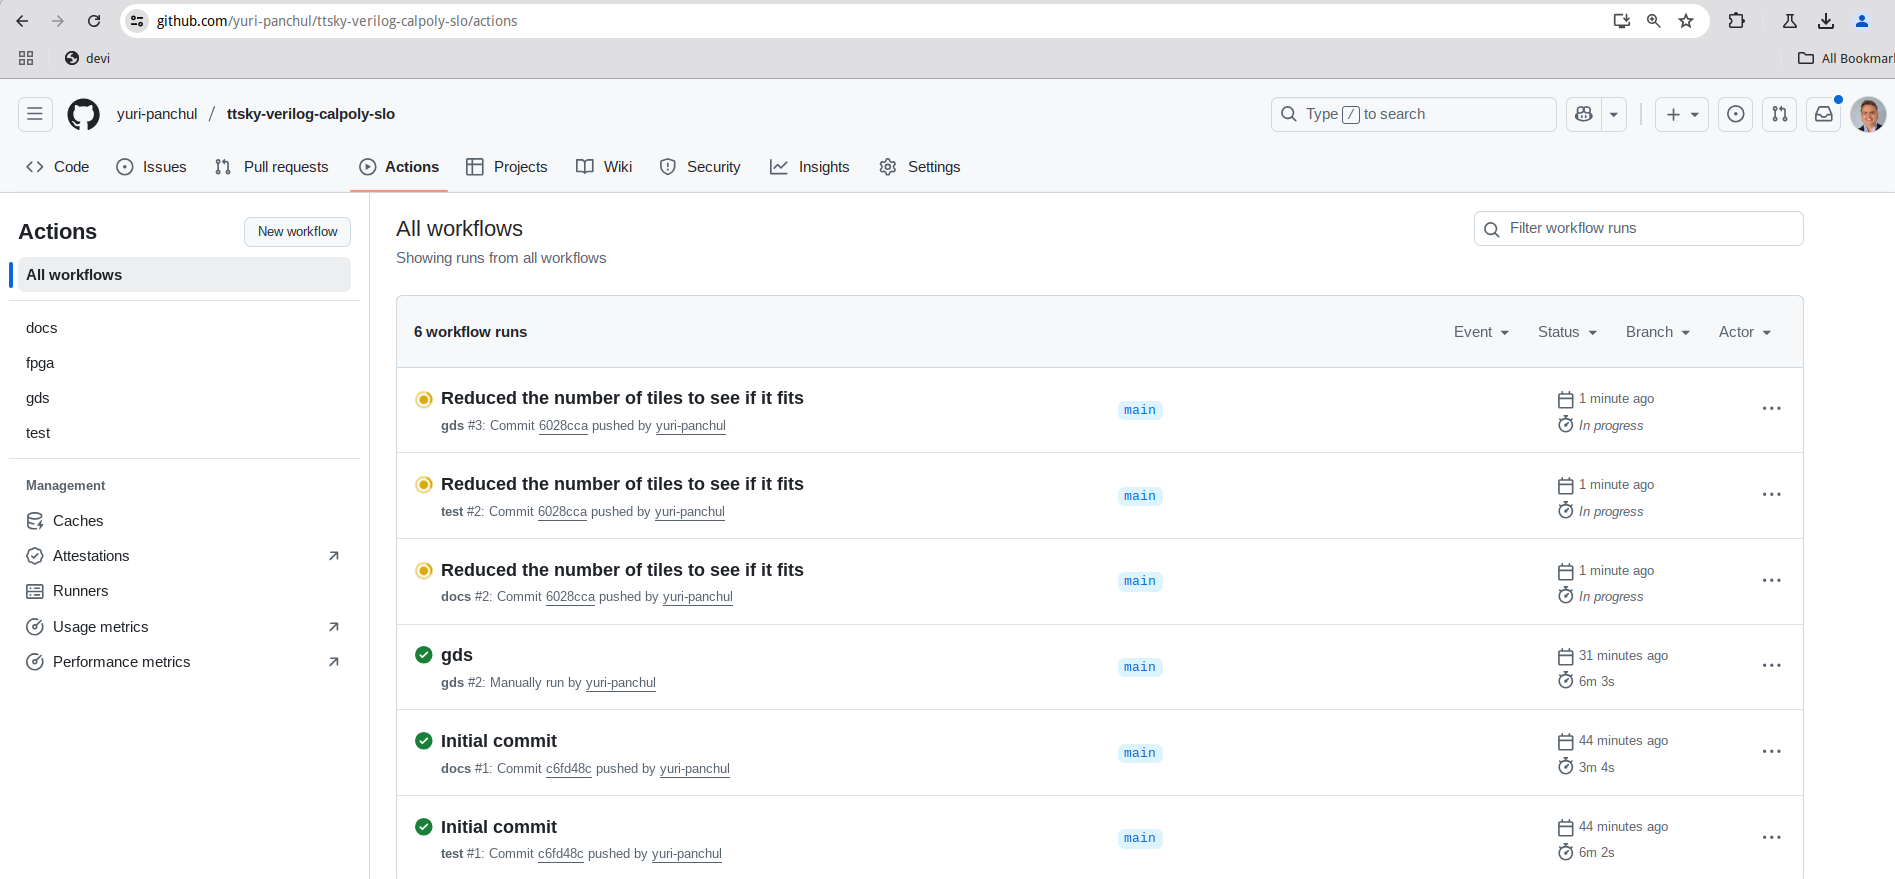 github.com/yuri-panchul/ttsky-verilog-calpoly-slo/actions
devi
All Bookmar
yuri-panchul / ttsky-verilog-calpoly-slo
Type / to search
Code Issues Pull requests Actions Projects Wiki Security Insights Settings
Actions
New workflow
All workflows
docs
fpga
gds
test
Management
Caches
Attestations
Runners
Usage metrics
Performance metrics
All workflows
Showing runs from all workflows
Filter workflow runs
6 workflow runs
Event Status Branch Actor
Reduced the number of tiles to see if it fits
gds #3: Commit 6028cca pushed by yuri-panchul
main
1 minute ago
In progress
Reduced the number of tiles to see if it fits
test #2: Commit 6028cca pushed by yuri-panchul
main
1 minute ago
In progress
Reduced the number of tiles to see if it fits
docs #2: Commit 6028cca pushed by yuri-panchul
main
1 minute ago
In progress
gds
gds #2: Manually run by yuri-panchul
main
31 minutes ago
6m 3s
Initial commit
docs #1: Commit c6fd48c pushed by yuri-panchul
main
44 minutes ago
3m 4s
Initial commit
test #1: Commit c6fd48c pushed by yuri-panchul
main
44 minutes ago
6m 2s